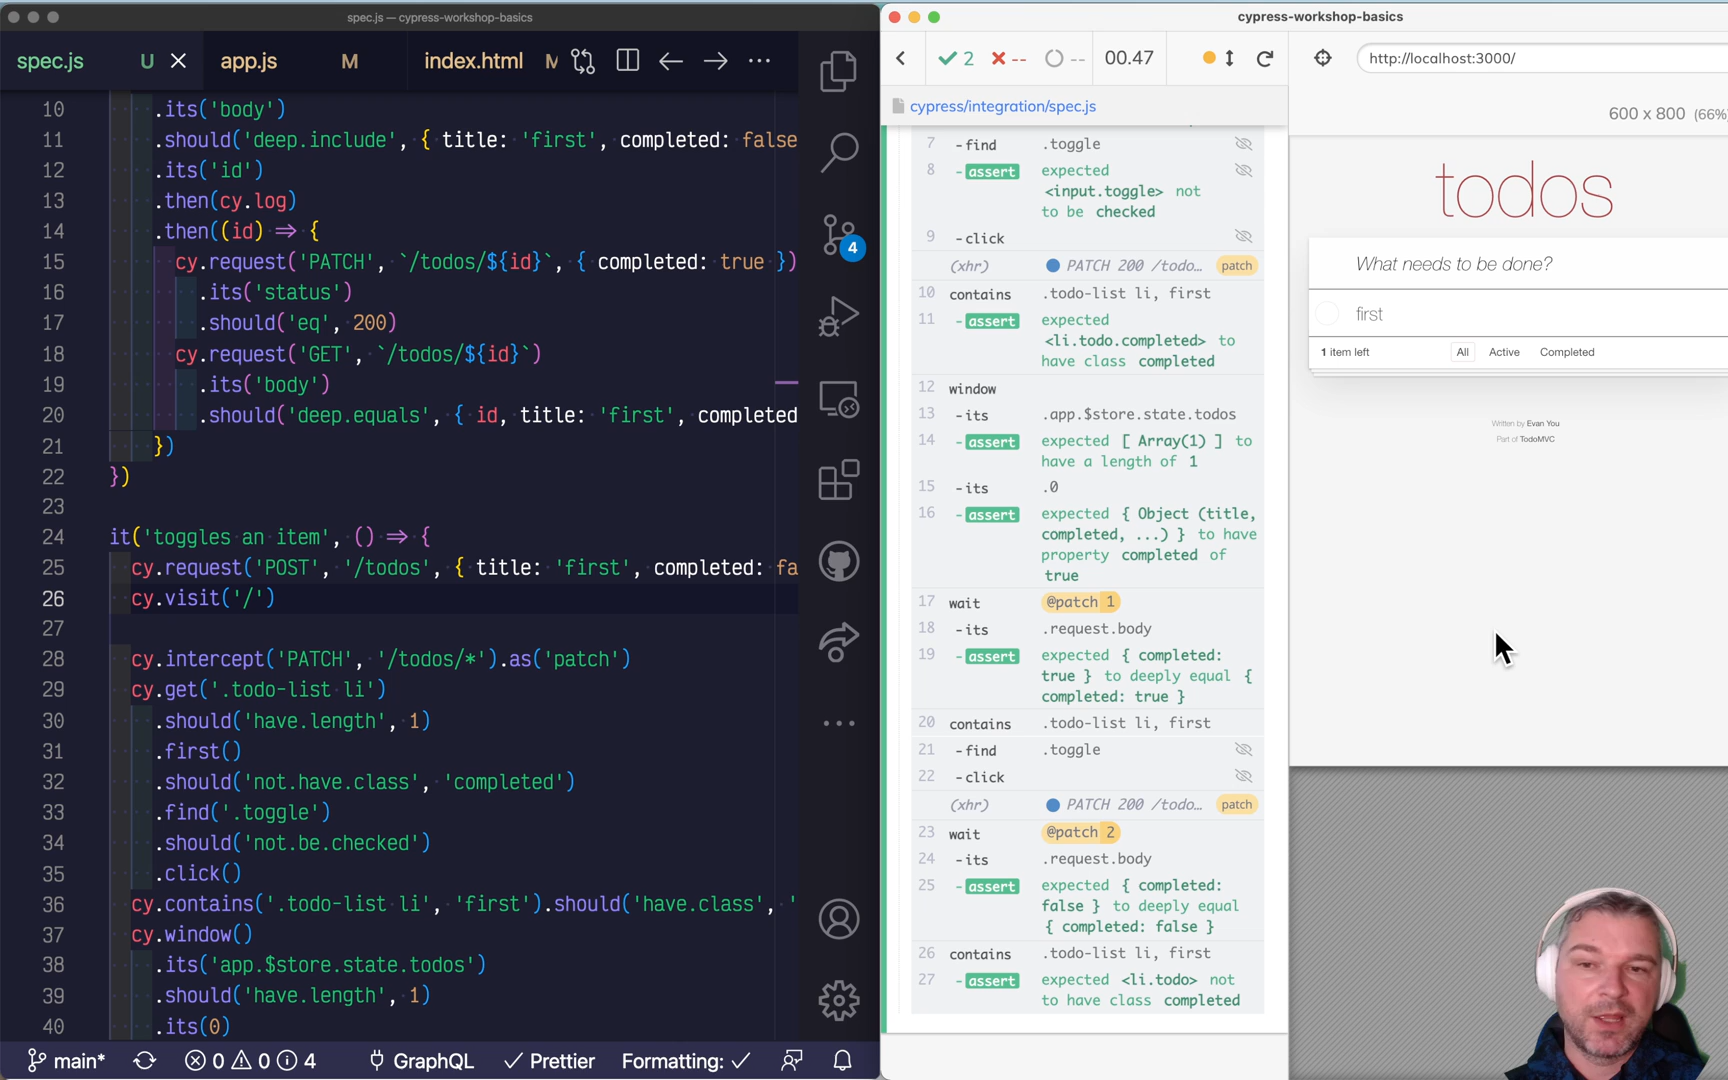 spec.js — cypress-workshop-basics
spec.js U app.js M index.html M
10 .its('body')
11 .should('deep.include', { title: 'first', completed: false
12 .its('id')
13 .then(cy.log)
14 .then((id) ⇒ {
15 cy.request('PATCH', `/todos/${id}`, { completed: true })
16 .its('status')
17 .should('eq', 200)
18 cy.request('GET', `/todos/${id}`)
19 .its('body')
20 .should('deep.equals', { id, title: 'first', completed
21 })
22 })
23
24 it('toggles an item', () ⇒ {
25 cy.request('POST', '/todos', { title: 'first', completed: fa
26 cy.visit('/')
27
28 cy.intercept('PATCH', '/todos/*').as('patch')
29 cy.get('.todo-list li')
30 .should('have.length', 1)
31 .first()
32 .should('not.have.class', 'completed')
33 .find('.toggle')
34 .should('not.be.checked')
35 .click()
36 cy.contains('.todo-list li', 'first').should('have.class', '
37 cy.window()
38 .its('app.$store.state.todos')
39 .should('have.length', 1)
40 .its(0)
4
main* 0 0 4 GraphQL Prettier Formatting:
cypress-workshop-basics
2 -- -- 00.47
cypress/integration/spec.js
7 -find .toggle
8 -assert expected
<input.toggle> not
to be checked
9 -click
(xhr) PATCH 200 /todo... patch
10 contains .todo-list li, first
11 -assert expected
<li.todo.completed> to
have class completed
12 window
13 -its .app.$store.state.todos
14 -assert expected [ Array(1) ] to
have a length of 1
15 -its .0
16 -assert expected { Object (title,
completed, ...) } to have
property completed of
true
17 wait @patch 1
18 -its .request.body
19 -assert expected { completed:
true } to deeply equal {
completed: true }
20 contains .todo-list li, first
21 -find .toggle
22 -click
(xhr) PATCH 200 /todo... patch
23 wait @patch 2
24 -its .request.body
25 -assert expected { completed:
false } to deeply equal
{ completed: false }
26 contains .todo-list li, first
27 -assert expected <li.todo> not
to have class completed
http://localhost:3000/
600 x 800 (66%
todos
What needs to be done?
first
1 item left All Active Completed
Written by Evan You
Part of TodoMVC